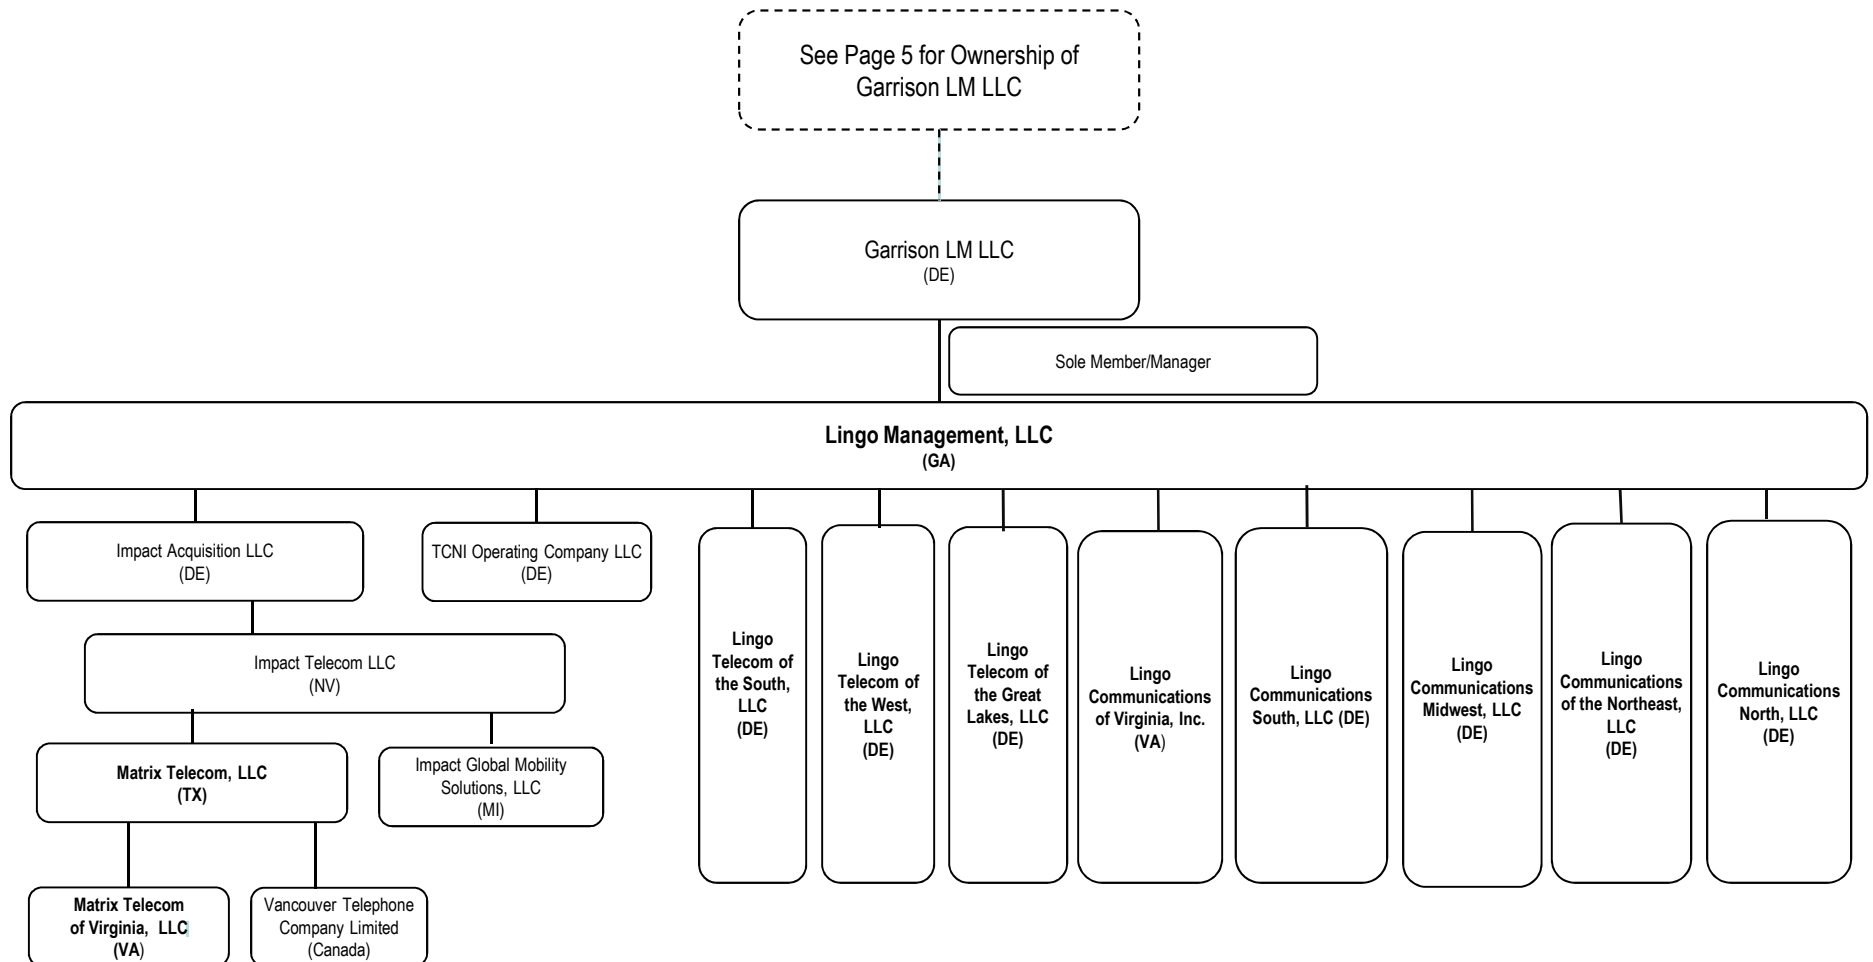 See Page 5 for Ownership of
Garrison LM LLC
Garrison LM LLC
(DE)
Sole Member/Manager
Lingo Management, LLC
(GA)
Impact Acquisition LLC
(DE)
TCNI Operating Company LLC
(DE)
Impact Telecom LLC
(NV)
Matrix Telecom, LLC
(TX)
Impact Global Mobility
Solutions, LLC
(MI)
Matrix Telecom
of Virginia, LLC
(VA)
Vancouver Telephone
Company Limited
(Canada)
Lingo
Telecom of
the South,
LLC
(DE)
Lingo
Telecom of
the West,
LLC
(DE)
Lingo
Telecom of
the Great
Lakes, LLC
(DE)
Lingo
Communications
of Virginia, Inc.
(VA)
Lingo
Communications
South, LLC (DE)
Lingo
Communications
Midwest, LLC
(DE)
Lingo
Communications
of the Northeast,
LLC
(DE)
Lingo
Communications
North, LLC
(DE)